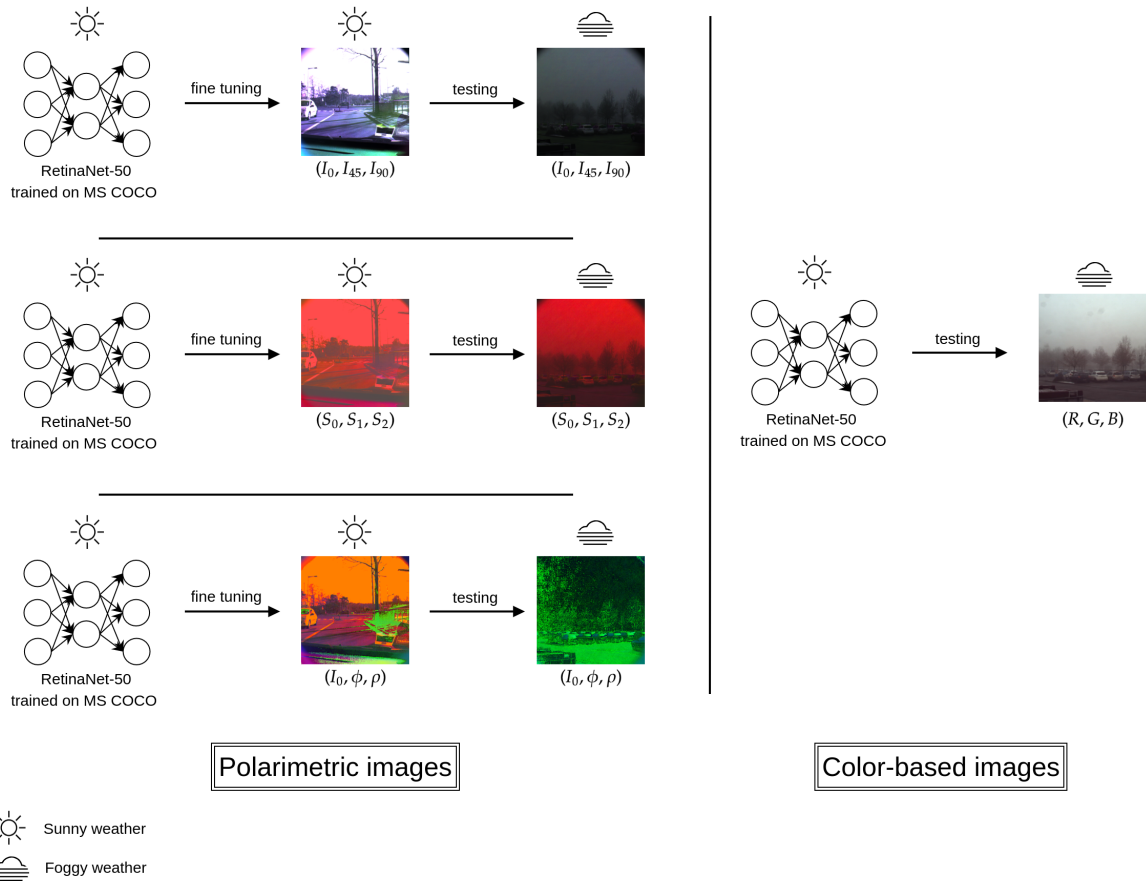 fine tuning
testing
RetinaNet-50
trained on MS COCO
(I₀, I₄₅, I₉₀)
(I₀, I₄₅, I₉₀)
fine tuning
testing
RetinaNet-50
trained on MS COCO
(S₀, S₁, S₂)
(S₀, S₁, S₂)
fine tuning
testing
RetinaNet-50
trained on MS COCO
(I₀, ϕ, ρ)
(I₀, ϕ, ρ)
testing
RetinaNet-50
trained on MS COCO
(R, G, B)
Polarimetric images
Color-based images
Sunny weather
Foggy weather